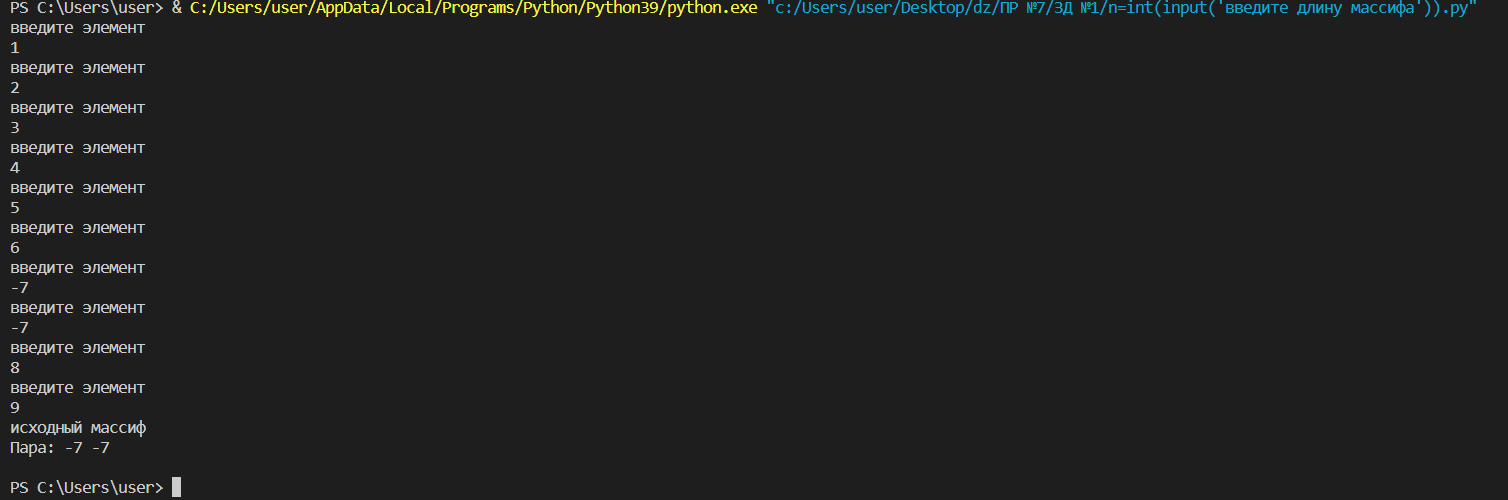 PS C:\Users\user> & C:/Users/user/AppData/Local/Programs/Python/Python39/python.exe "c:/Users/user/Desktop/dz/ПР №7/ЗД №1/n=int(input('введите длину массифа')).py"
введите элемент
1
введите элемент
2
введите элемент
3
введите элемент
4
введите элемент
5
введите элемент
6
введите элемент
-7
введите элемент
-7
введите элемент
8
введите элемент
9
исходный массиф
Пара: -7 -7
PS C:\Users\user>